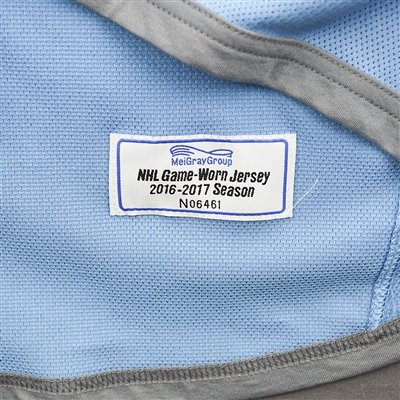 MeiGrayGroup
NHL Game-Worn Jersey
2016-2017 Season
N06461